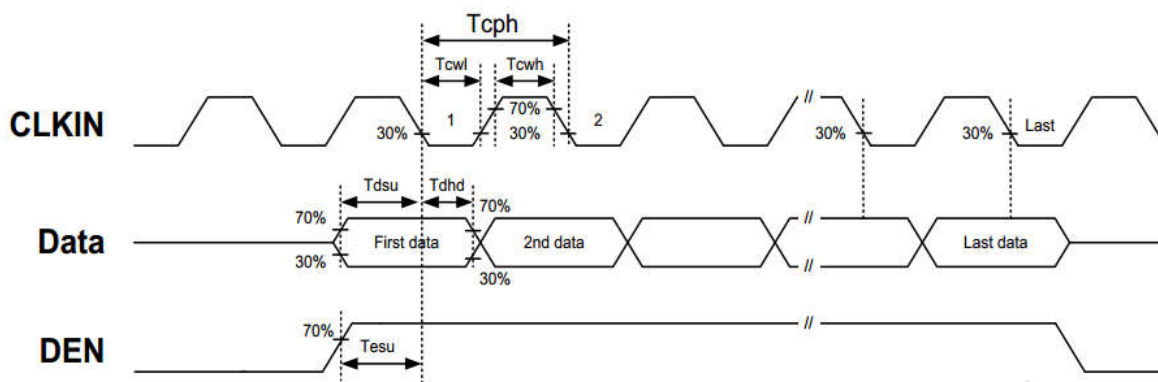 Tcph
Tcwl Tcwh
//
CLKIN 30% 1 70% 30% 2 30% 30% Last
Tdsu Tdhd
70% 70% //
Data First data 2nd data Last data
30% 30% //
70% //
DEN Tesu